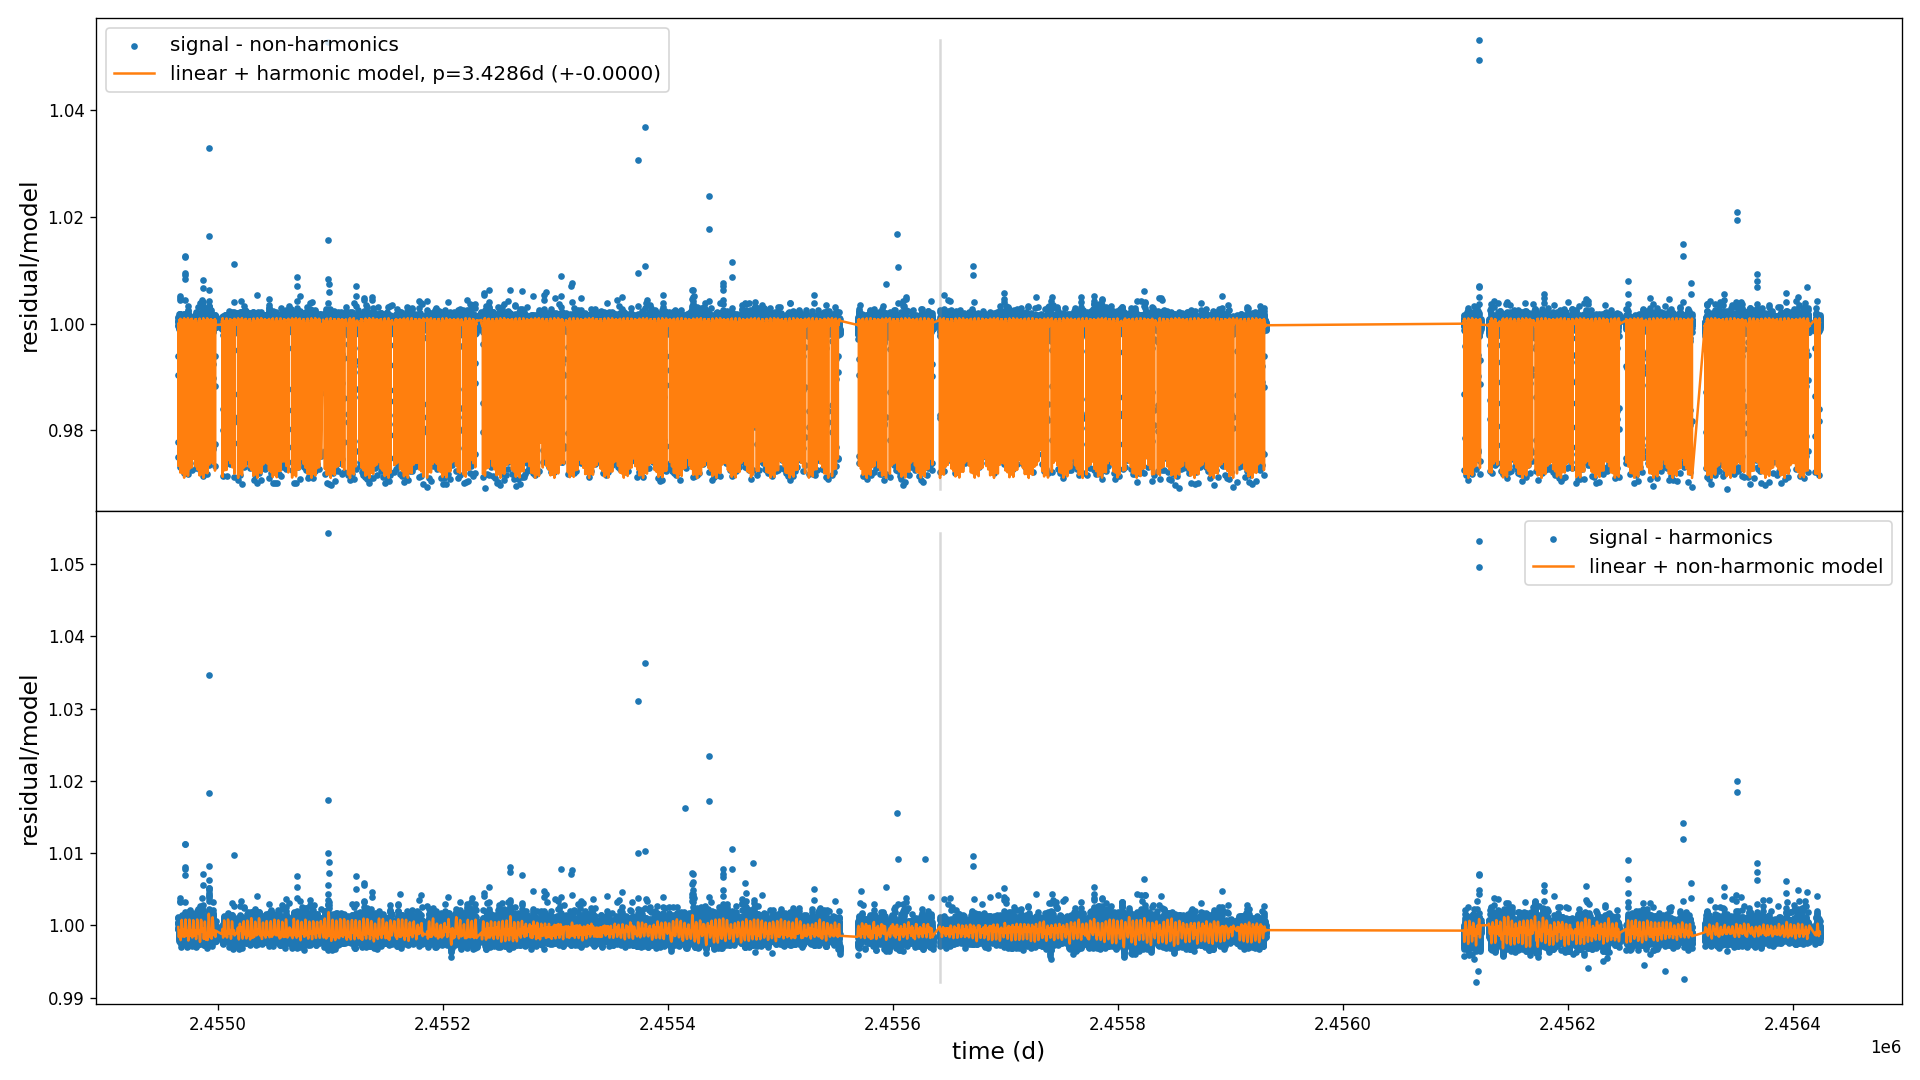 signal - non-harmonics
linear + harmonic model, p=3.4286d (+-0.0000)
residual/model
1.04
1.02
1.00
0.98
signal - harmonics
linear + non-harmonic model
residual/model
1.05
1.04
1.03
1.02
1.01
1.00
0.99
2.4550
2.4552
2.4554
2.4556
2.4558
2.4560
2.4562
2.4564
time (d)
1e6